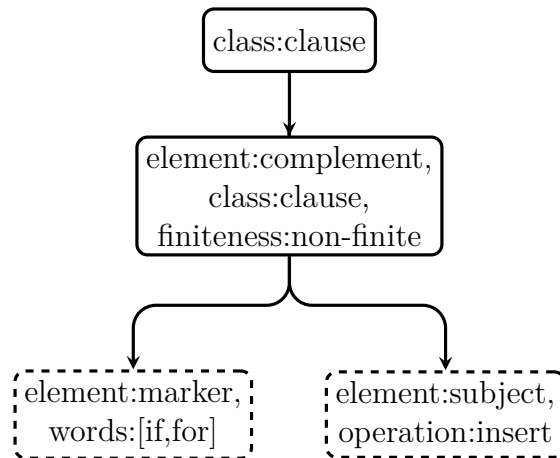 class:clause
element:complement,
class:clause,
finiteness:non-finite
element:marker,
words:[if,for]
element:subject,
operation:insert